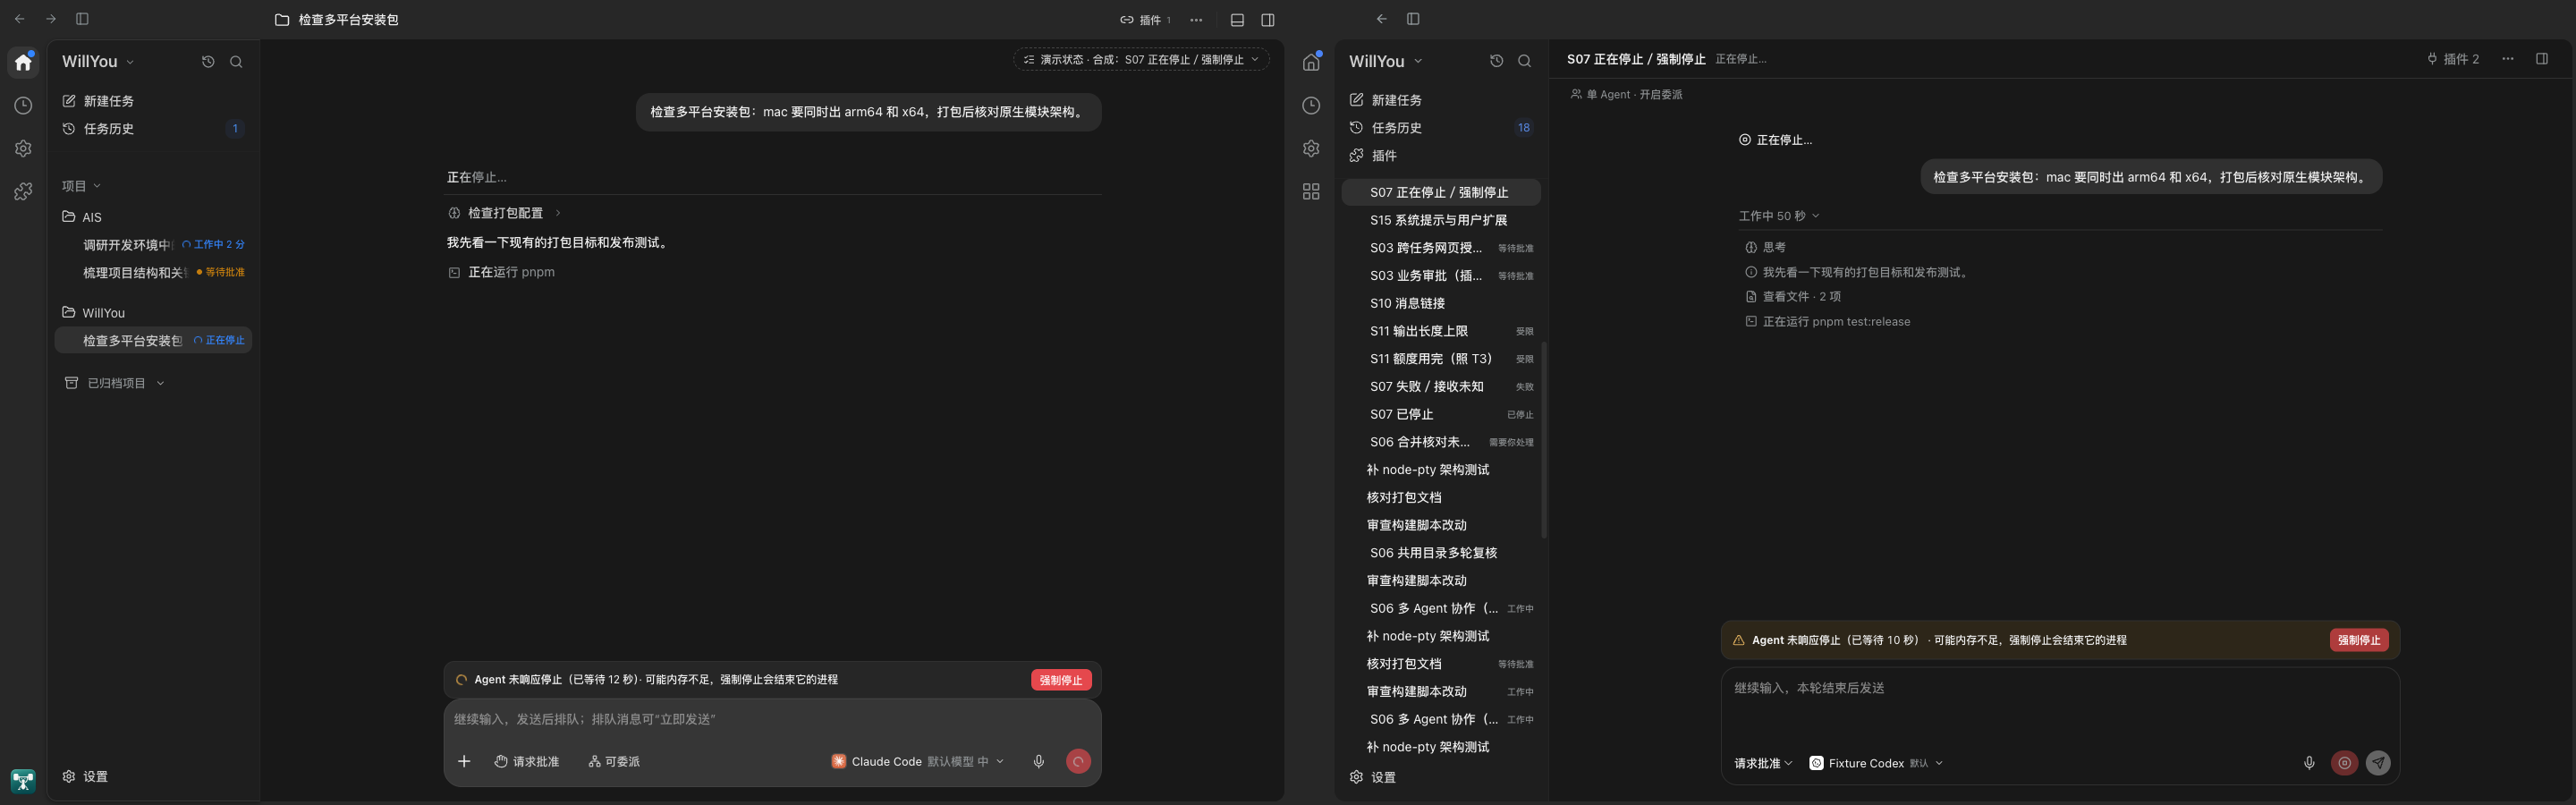 检查多平台安装包
插件 1
WillYou
新建任务
任务历史 1
项目
AIS
调研开发环境中 工作中 2 分
梳理项目结构和关 等待批准
WillYou
检查多平台安装包 正在停止
已归档项目
设置
演示状态 · 合成：S07 正在停止 / 强制停止
检查多平台安装包：mac 要同时出 arm64 和 x64，打包后核对原生模块架构。
正在停止...
检查打包配置
我先看一下现有的打包目标和发布测试。
正在运行 pnpm
Agent 未响应停止（已等待 12 秒）· 可能内存不足，强制停止会结束它的进程
强制停止
继续输入，发送后排队；排队消息可“立即发送”
请求批准
可委派
Claude Code 默认模型 中
WillYou
新建任务
任务历史 18
插件
S07 正在停止 / 强制停止
S15 系统提示与用户扩展
S03 跨任务网页授... 等待批准
S03 业务审批（插... 等待批准
S10 消息链接
S11 输出长度上限 受限
S11 额度用完（照 T3） 受限
S07 失败 / 接收未知 失败
S07 已停止 已停止
S06 合并核对未... 需要你处理
补 node-pty 架构测试
核对打包文档
审查构建脚本改动
S06 共用目录多轮复核
审查构建脚本改动
S06 多 Agent 协作（... 工作中
补 node-pty 架构测试
核对打包文档 等待批准
审查构建脚本改动 工作中
S06 多 Agent 协作（... 工作中
补 node-pty 架构测试
设置
S07 正在停止 / 强制停止 正在停止...
插件 2
单 Agent · 开启委派
正在停止...
检查多平台安装包：mac 要同时出 arm64 和 x64，打包后核对原生模块架构。
工作中 50 秒
思考
我先看一下现有的打包目标和发布测试。
查看文件 · 2 项
正在运行 pnpm test:release
Agent 未响应停止（已等待 10 秒） · 可能内存不足，强制停止会结束它的进程
强制停止
继续输入，本轮结束后发送
请求批准
Fixture Codex 默认